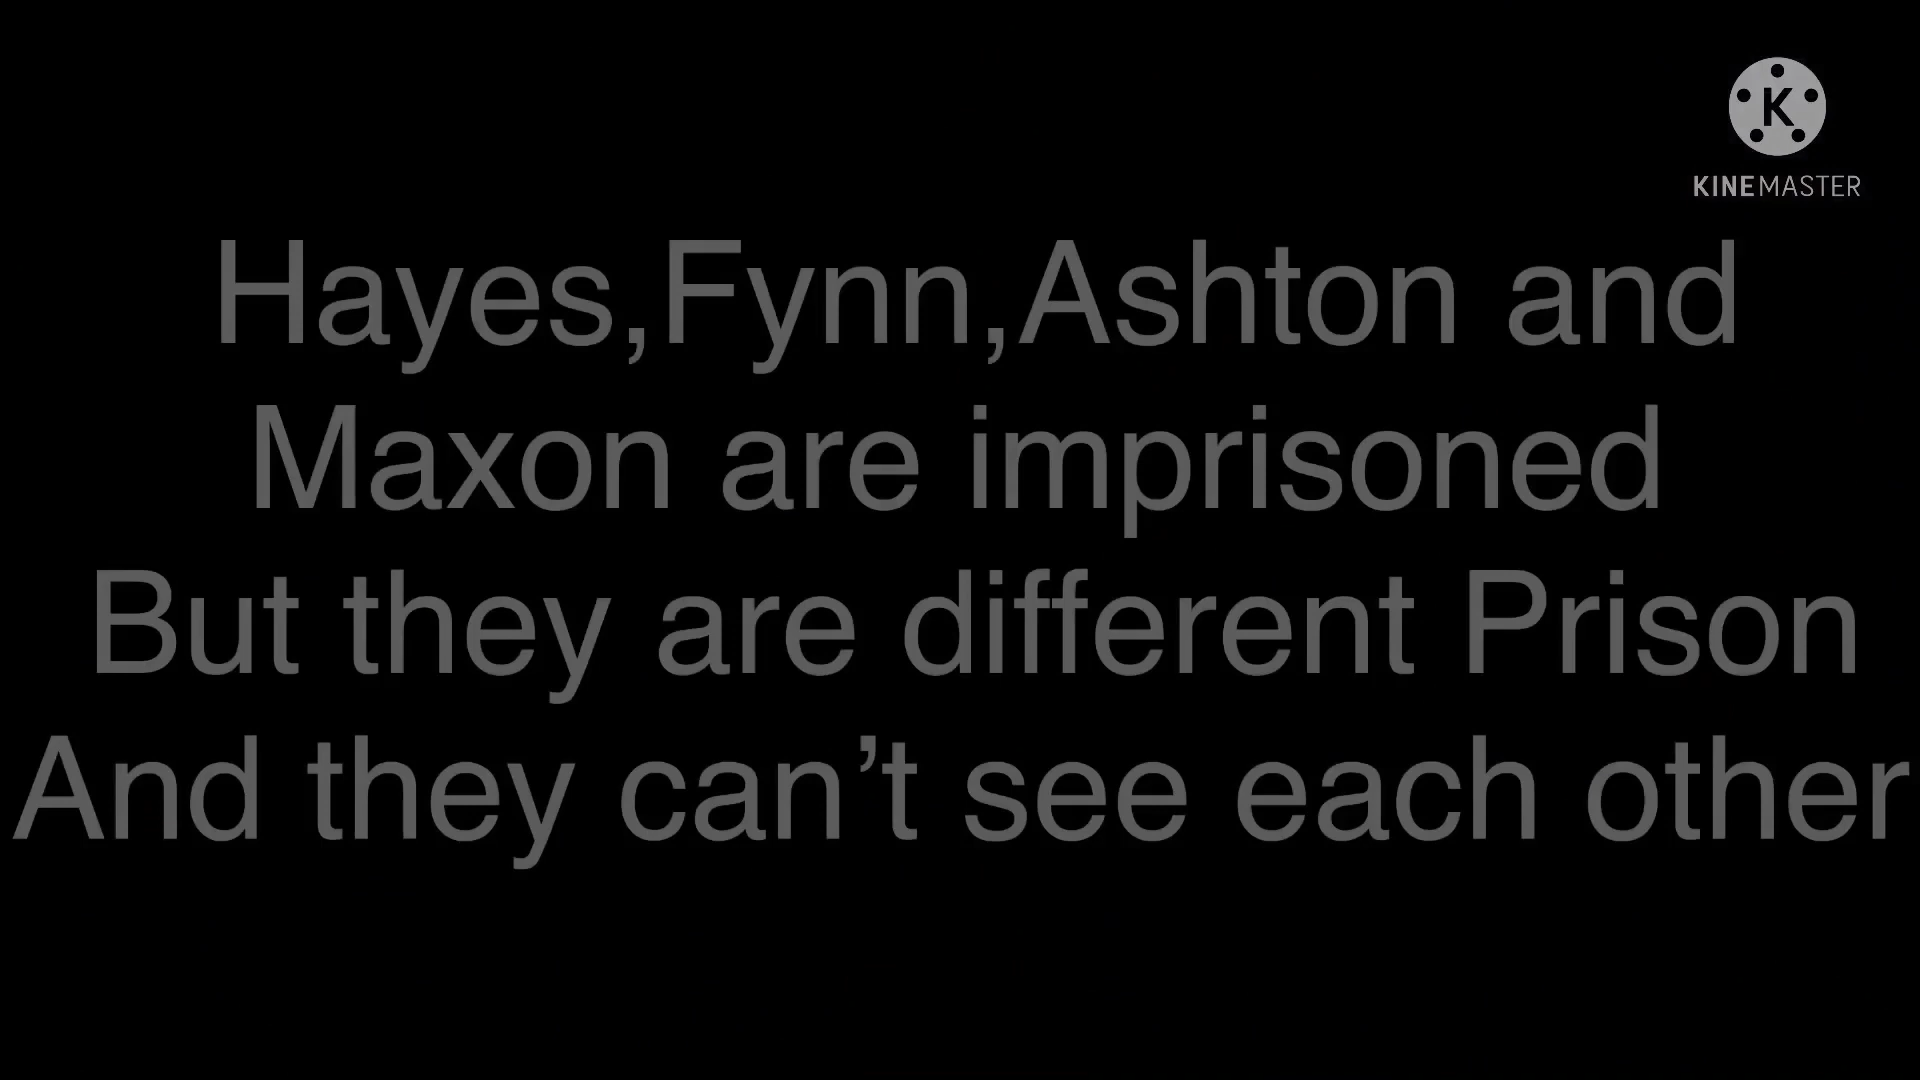 K
KINEMASTER
Hayes,Fynn,Ashton and
Maxon are imprisoned
But they are different Prison
And they can’t see each other